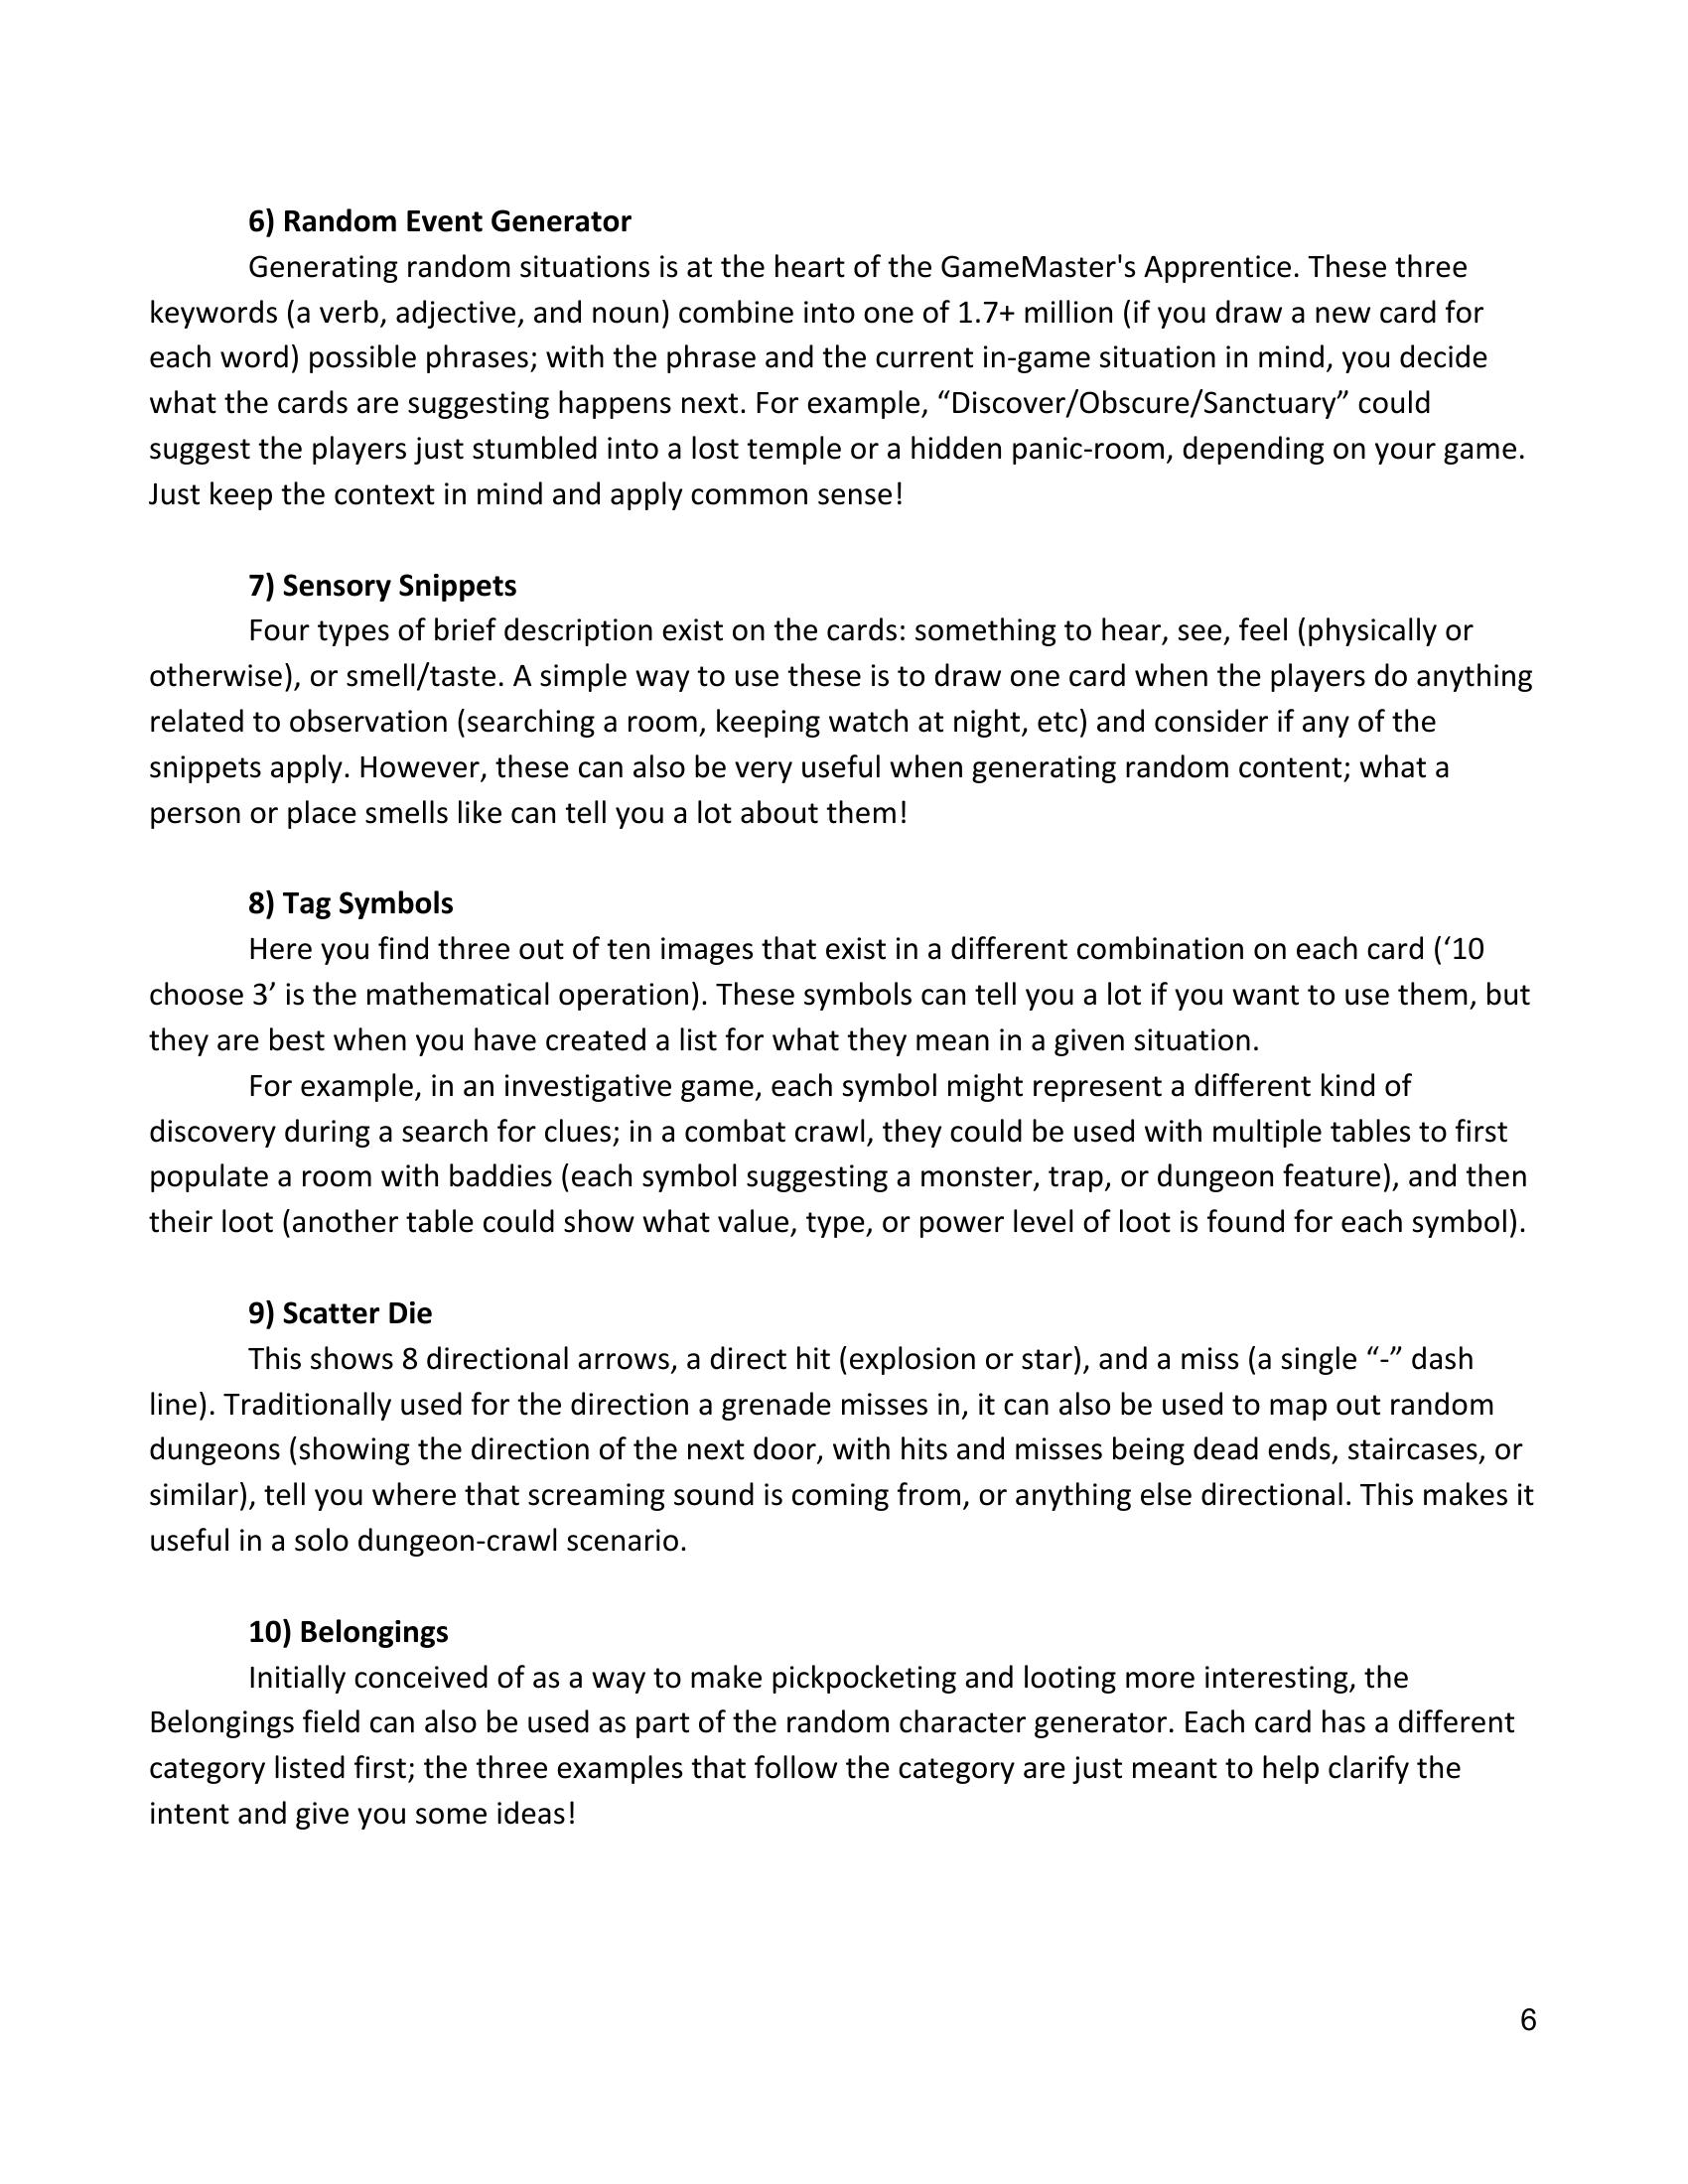 6) Random Event Generator
Generating random situations is at the heart of the GameMaster's Apprentice. These three
keywords (a verb, adjective, and noun) combine into one of 1.7+ million (if you draw a new card for
each word) possible phrases; with the phrase and the current in-game situation in mind, you decide
what the cards are suggesting happens next. For example, “Discover/Obscure/Sanctuary” could
suggest the players just stumbled into a lost temple or a hidden panic-room, depending on your game.
Just keep the context in mind and apply common sense!
7) Sensory Snippets
Four types of brief description exist on the cards: something to hear, see, feel (physically or
otherwise), or smell/taste. A simple way to use these is to draw one card when the players do anything
related to observation (searching a room, keeping watch at night, etc) and consider if any of the
snippets apply. However, these can also be very useful when generating random content; what a
person or place smells like can tell you a lot about them!
8) Tag Symbols
Here you find three out of ten images that exist in a different combination on each card (‘10
choose 3’ is the mathematical operation). These symbols can tell you a lot if you want to use them, but
they are best when you have created a list for what they mean in a given situation.
For example, in an investigative game, each symbol might represent a different kind of
discovery during a search for clues; in a combat crawl, they could be used with multiple tables to first
populate a room with baddies (each symbol suggesting a monster, trap, or dungeon feature), and then
their loot (another table could show what value, type, or power level of loot is found for each symbol).
9) Scatter Die
This shows 8 directional arrows, a direct hit (explosion or star), and a miss (a single “-” dash
line). Traditionally used for the direction a grenade misses in, it can also be used to map out random
dungeons (showing the direction of the next door, with hits and misses being dead ends, staircases, or
similar), tell you where that screaming sound is coming from, or anything else directional. This makes it
useful in a solo dungeon-crawl scenario.
10) Belongings
Initially conceived of as a way to make pickpocketing and looting more interesting, the
Belongings field can also be used as part of the random character generator. Each card has a different
category listed first; the three examples that follow the category are just meant to help clarify the
intent and give you some ideas!
6